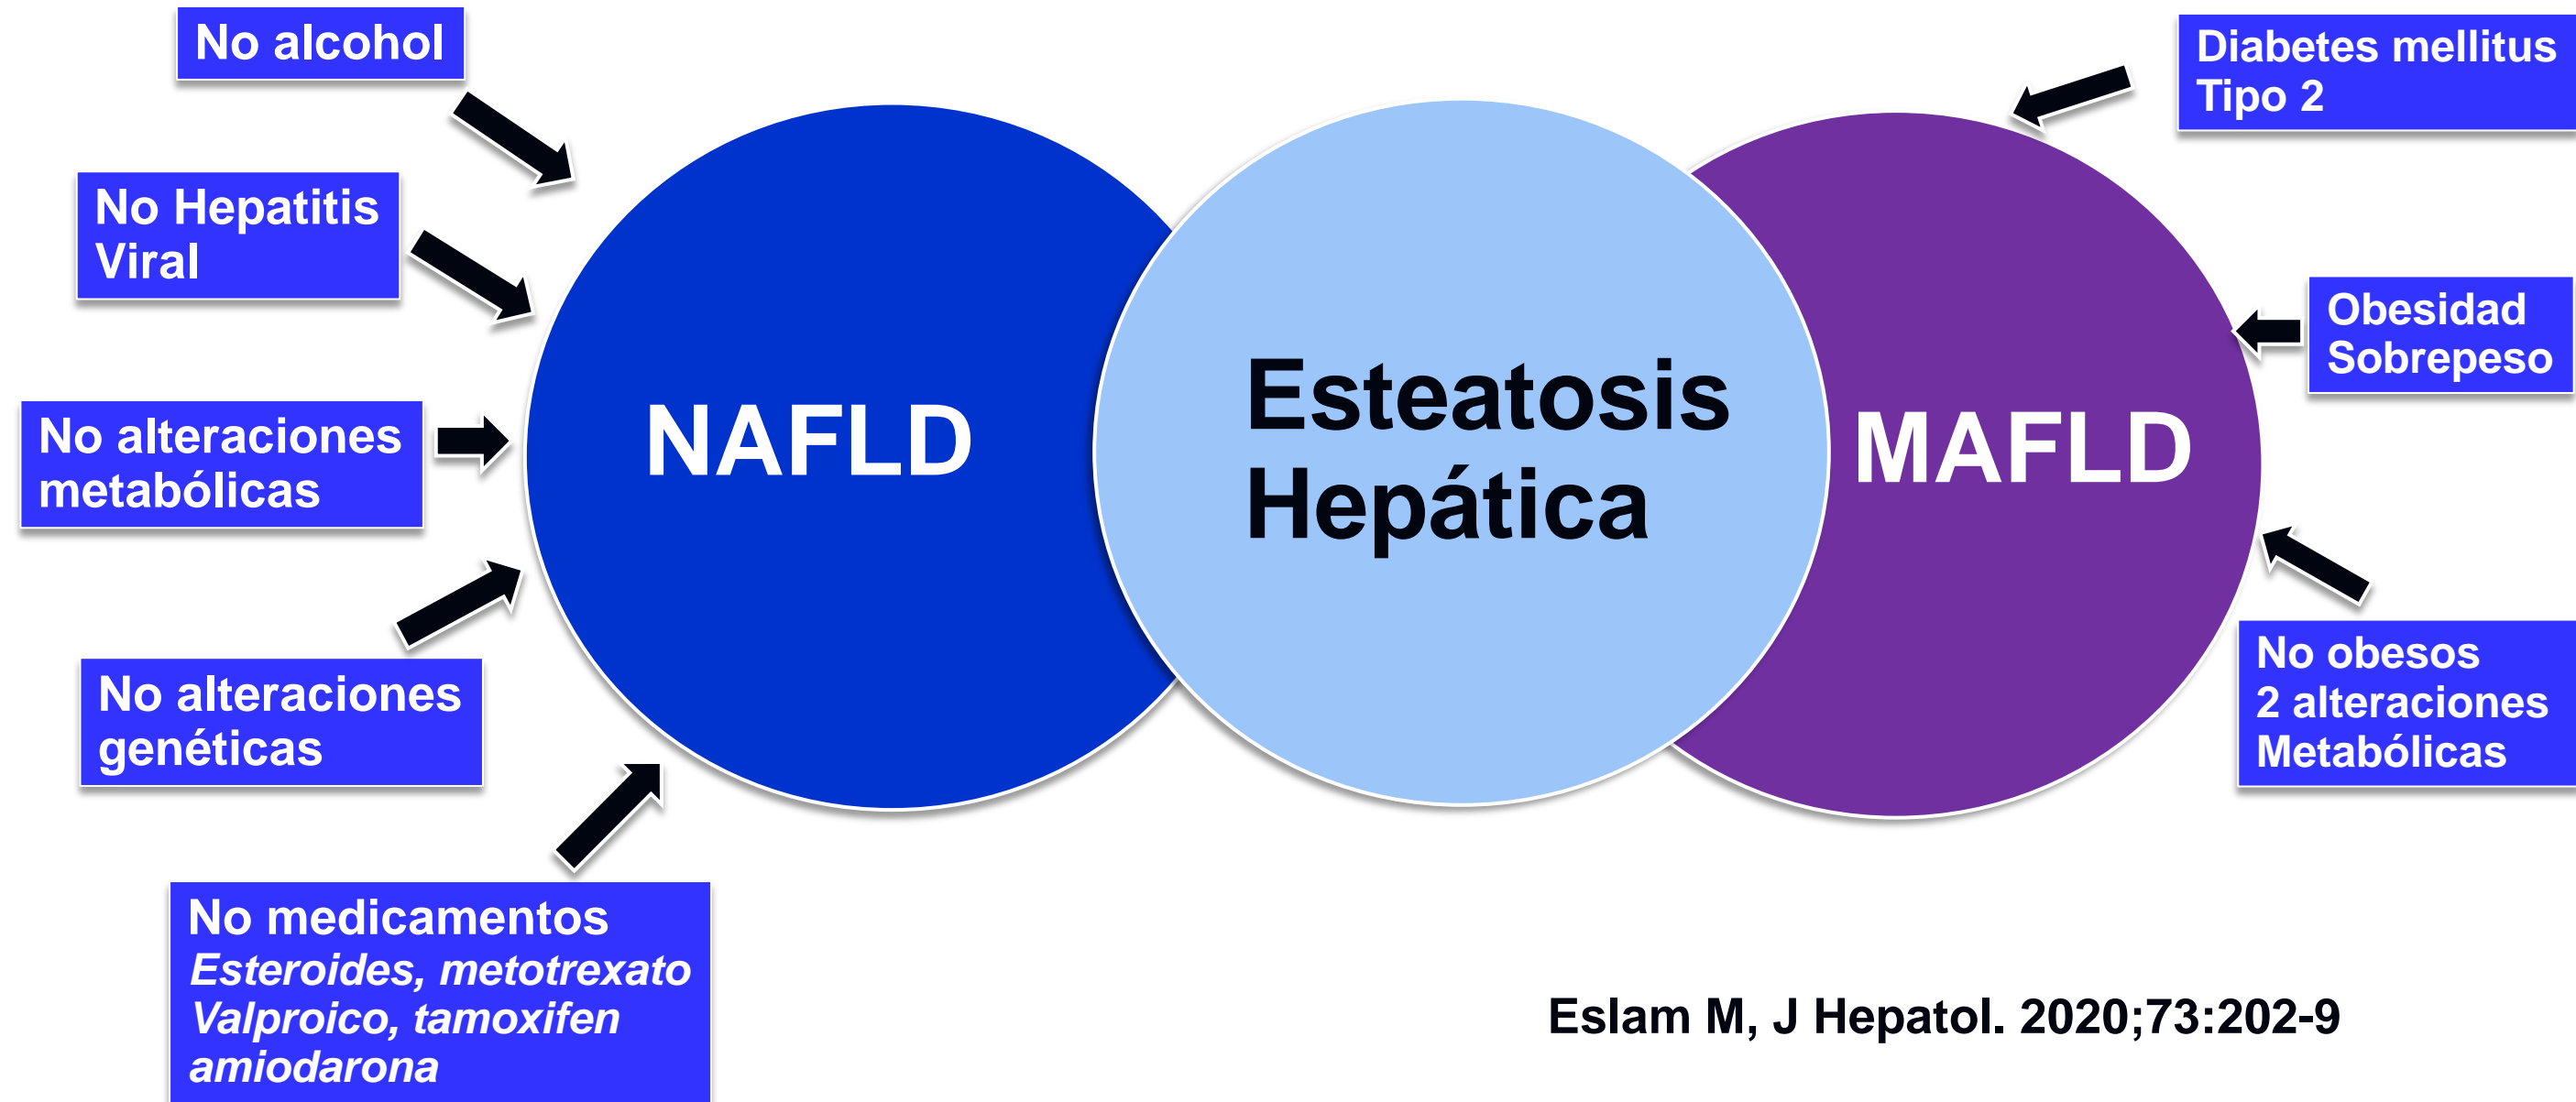 No alcohol
No Hepatitis
Viral
No alteraciones
metabólicas
No alteraciones
genéticas
No medicamentos
Esteroides, metotrexato
Valproico, tamoxifen
amiodarona
NAFLD
Esteatosis
Hepática
MAFLD
Diabetes mellitus
Tipo 2
Obesidad
Sobrepeso
No obesos
2 alteraciones
Metabólicas
Eslam M, J Hepatol. 2020;73:202-9